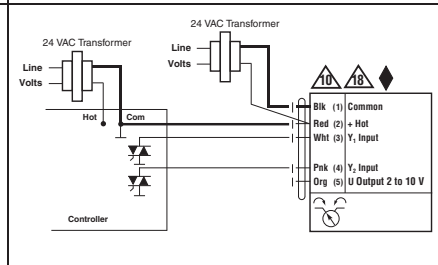 24 VAC Transformer
Line
Volts
24 VAC Transformer
Line
Volts
Hot
Com
10
18
Blk (1) Common
Red (2) + Hot
Wht (3) Y₁ Input
Pnk (4) Y₂ Input
Org (5) U Output 2 to 10 V
Controller